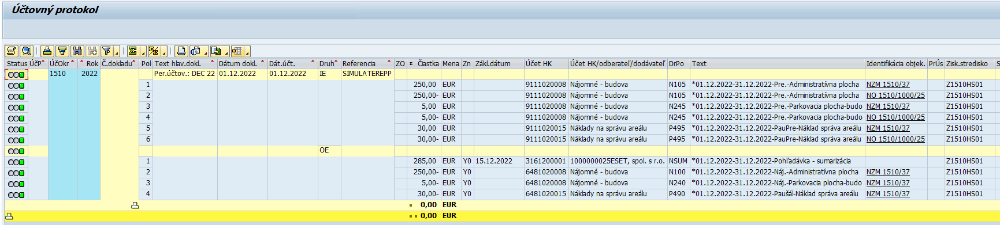 Účtovný protokol
Status ÚčP ÚčOkr Rok Č.dokladu Pol Text hlav.dokl. Dátum dokl. Dát.účt. Druh Referencia ZO Σ Čiastka Mena Zn Zákl.dátum Účet HK Účet HK/odberateľ/dodávateľ DrPo Text Identifikácia objek. PrÚs Zisk.stredisko S
1510 2022 Per.účtov.: DEC 22 01.12.2022 01.12.2022 IE SIMULATEREPP
1 250,00 EUR 9111020008 Nájomné - budova N105 *01.12.2022-31.12.2022-Pre.-Administratívna plocha NZM 1510/37 Z1510HS01
2 250,00- EUR 9111020008 Nájomné - budova N105 *01.12.2022-31.12.2022-Pre.-Administratívna plocha NO 1510/1000/25 Z1510HS01
3 5,00 EUR 9111020008 Nájomné - budova N245 *01.12.2022-31.12.2022-Pre.-Parkovacia plocha-budo NZM 1510/37 Z1510HS01
4 5,00- EUR 9111020008 Nájomné - budova N245 *01.12.2022-31.12.2022-Pre.-Parkovacia plocha-budo NO 1510/1000/25 Z1510HS01
5 30,00 EUR 9111020015 Náklady na správu areálu P495 *01.12.2022-31.12.2022-PauPre-Náklad správa areálu NZM 1510/37 Z1510HS01
6 30,00- EUR 9111020015 Náklady na správu areálu P495 *01.12.2022-31.12.2022-PauPre-Náklad správa areálu NO 1510/1000/25 Z1510HS01
OE
1 285,00 EUR Y0 15.12.2022 3161200001 1000000025ESET, spol. s r.o. NSUM *01.12.2022-31.12.2022-Pohľadávka - sumarizácia Z1510HS01
2 250,00- EUR Y0 6481020008 Nájomné - budova N100 *01.12.2022-31.12.2022-Náj.-Administratívna plocha NZM 1510/37 Z1510HS01
3 5,00- EUR Y0 6481020008 Nájomné - budova N240 *01.12.2022-31.12.2022-Náj.-Parkovacia plocha-budo NZM 1510/37 Z1510HS01
4 30,00- EUR Y0 6481020015 Náklady na správu areálu P490 *01.12.2022-31.12.2022-Paušál-Náklad správa areálu NZM 1510/37 Z1510HS01
0,00 EUR
0,00 EUR